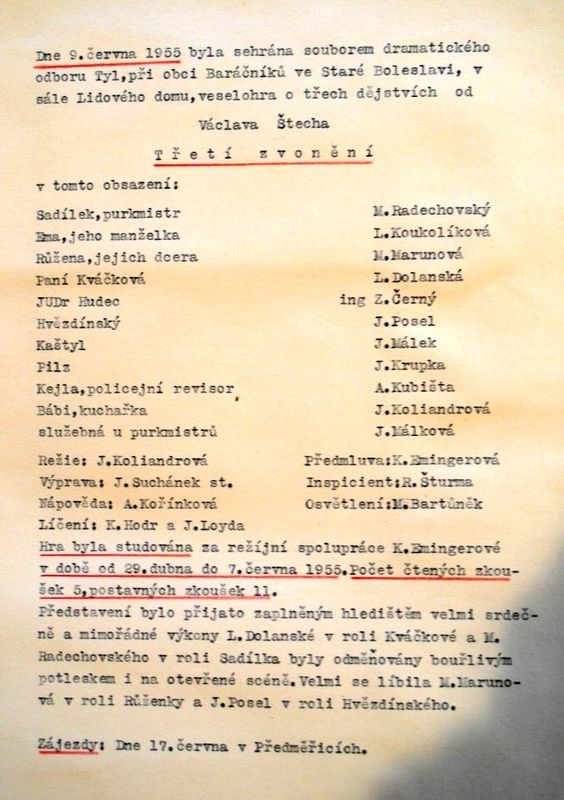 Dne 9.června 1955 byla sehrána souborem dramatického
odboru Tyl,při obci Baráčníků ve Staré Boleslavi, v
sále Lidového domu,veselohra o třech dějstvích od
Václava Štecha
Třetí zvonění
v tomto obsazení:
Sadílek,purkmistr M.Radechovský
Ema,jeho manželka L.Koukolíková
Růžena,jejich dcera M.Marunová
Paní Kváčková L.Dolanská
JUDr Hudec ing Z.Černý
Hvězdínský J.Posel
Kaštyl J.Málek
Pilz J.Krupka
Kejla,policejní revisor A.Kubišta
Bábi,kuchařka J.Koliandrová
služebná u purkmistrů J.Málková
Režie: J.Koliandrová Předmluva:K.Emingerová
Výprava: J.Suchánek st. Inspicient:R.Šturma
Nápověda: A.Kořínková Osvětlení:M.Bartůněk
Líčení: K.Hodr a J.Loyda
Hra byla studována za režíjní spolupráce K.Emingerové
v době od 29.dubna do 7.června 1955.Počet čtených zkou-
šek 5,postavných zkoušek 11.
Představení bylo přijato zaplněným hledištěm velmi srdeč-
ně a mimořádné výkony L.Dolanské v roli Kváčkové a M.
Radechovského v roli Sadílka byly odměňovány bouřlivým
potleskem i na otevřené scéně.Velmi se líbila M.Maruno-
vá v roli Růženky a J.Posel v roli Hvězdínského.
Zájezdy: Dne 17.června v Předměřicích.